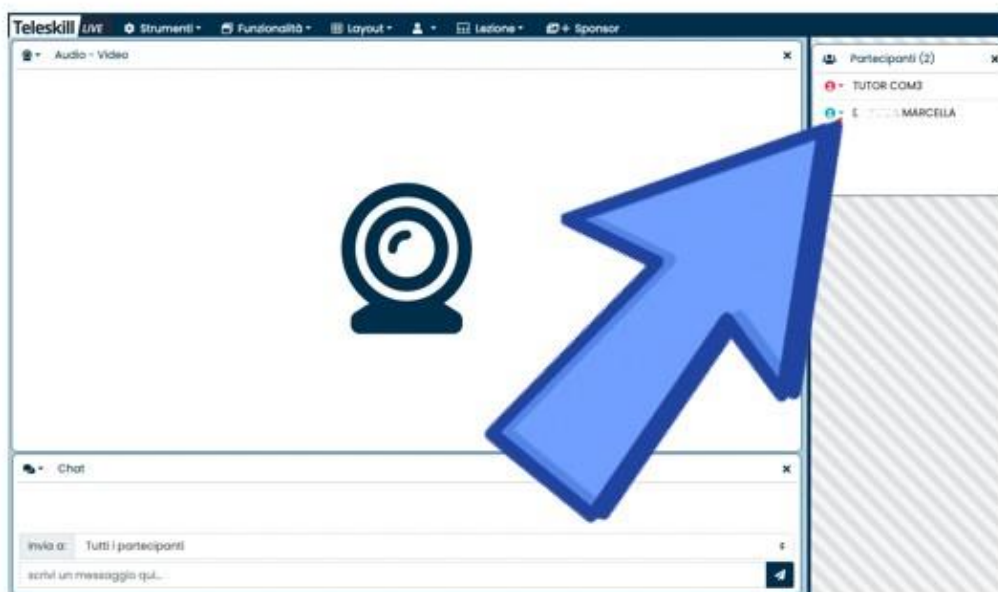 Teleskill LIVE Strumenti Funzionalità Layout Lezione + Sponsor
Audio - Video
Partecipanti (2)
TUTOR COM3
MARCELLA
Chat
invia a: Tutti i partecipanti
scrivi un messaggio qui...